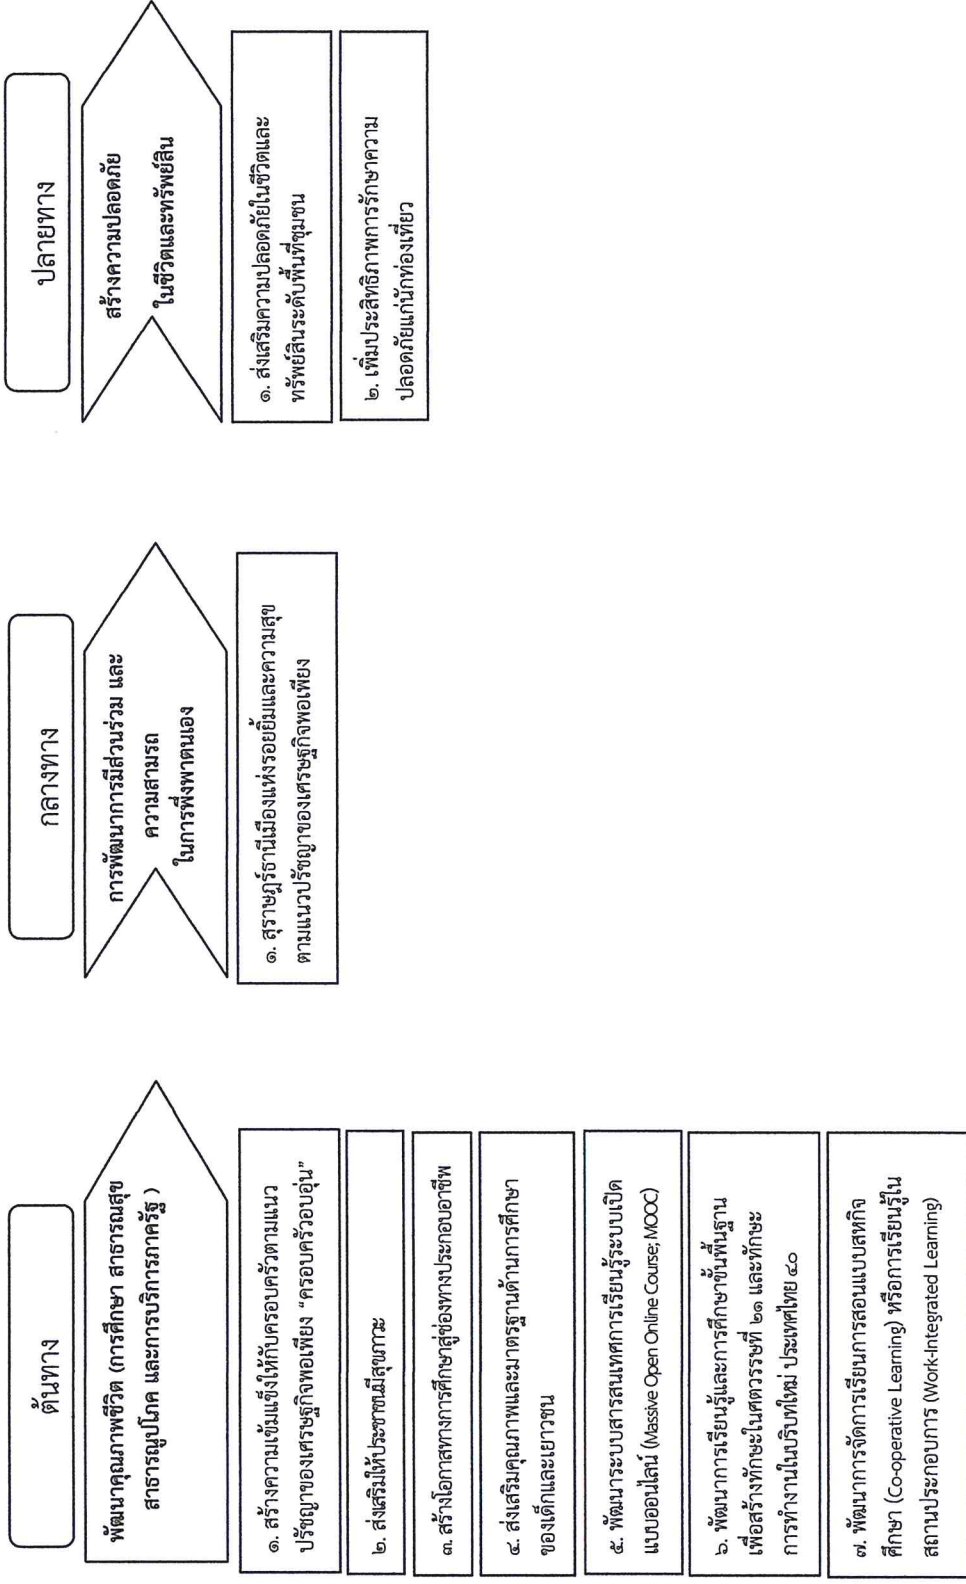 ต้นทาง
พัฒนาคุณภาพชีวิต (การศึกษา สาธารณสุข
สาธารณูปโภค และการบริการภาครัฐ )
๑. สร้างความเข้มแข็งให้กับครอบครัวตามแนว
ปรัชญาของเศรษฐกิจพอเพียง "ครอบครัวอบอุ่น"
๒. ส่งเสริมให้ประชาชนมีสุขภาวะ
๓. สร้างโอกาสทางการศึกษาสู่ช่องทางประกอบอาชีพ
๔. ส่งเสริมคุณภาพและมาตรฐานด้านการศึกษา
ของเด็กและเยาวชน
๕. พัฒนาระบบสารสนเทศการเรียนรู้ระบบเปิด
แบบออนไลน์ (Massive Open Online Course; MOOC)
๖. พัฒนาการเรียนรู้และการศึกษาขั้นพื้นฐาน
เพื่อสร้างทักษะในศตวรรษที่ ๒๑ และทักษะ
การทำงานในบริบทใหม่ ประเทศไทย ๔.๐
๗. พัฒนาการจัดการเรียนการสอนแบบสหกิจ
ศึกษา (Co-operative Learning) หรือการเรียนรู้ใน
สถานประกอบการ (Work-Integrated Learning)
กลางทาง
การพัฒนาการมีส่วนร่วม และ
ความสามารถ
ในการพึ่งพาตนเอง
๑. สุราษฎร์ธานีเมืองแห่งรอยยิ้มและความสุข
ตามแนวปรัชญาของเศรษฐกิจพอเพียง
ปลายทาง
สร้างความปลอดภัย
ในชีวิตและทรัพย์สิน
๑. ส่งเสริมความปลอดภัยในชีวิตและ
ทรัพย์สินระดับพื้นที่ชุมชน
๒. เพิ่มประสิทธิภาพการรักษาความ
ปลอดภัยแก่นักท่องเที่ยว